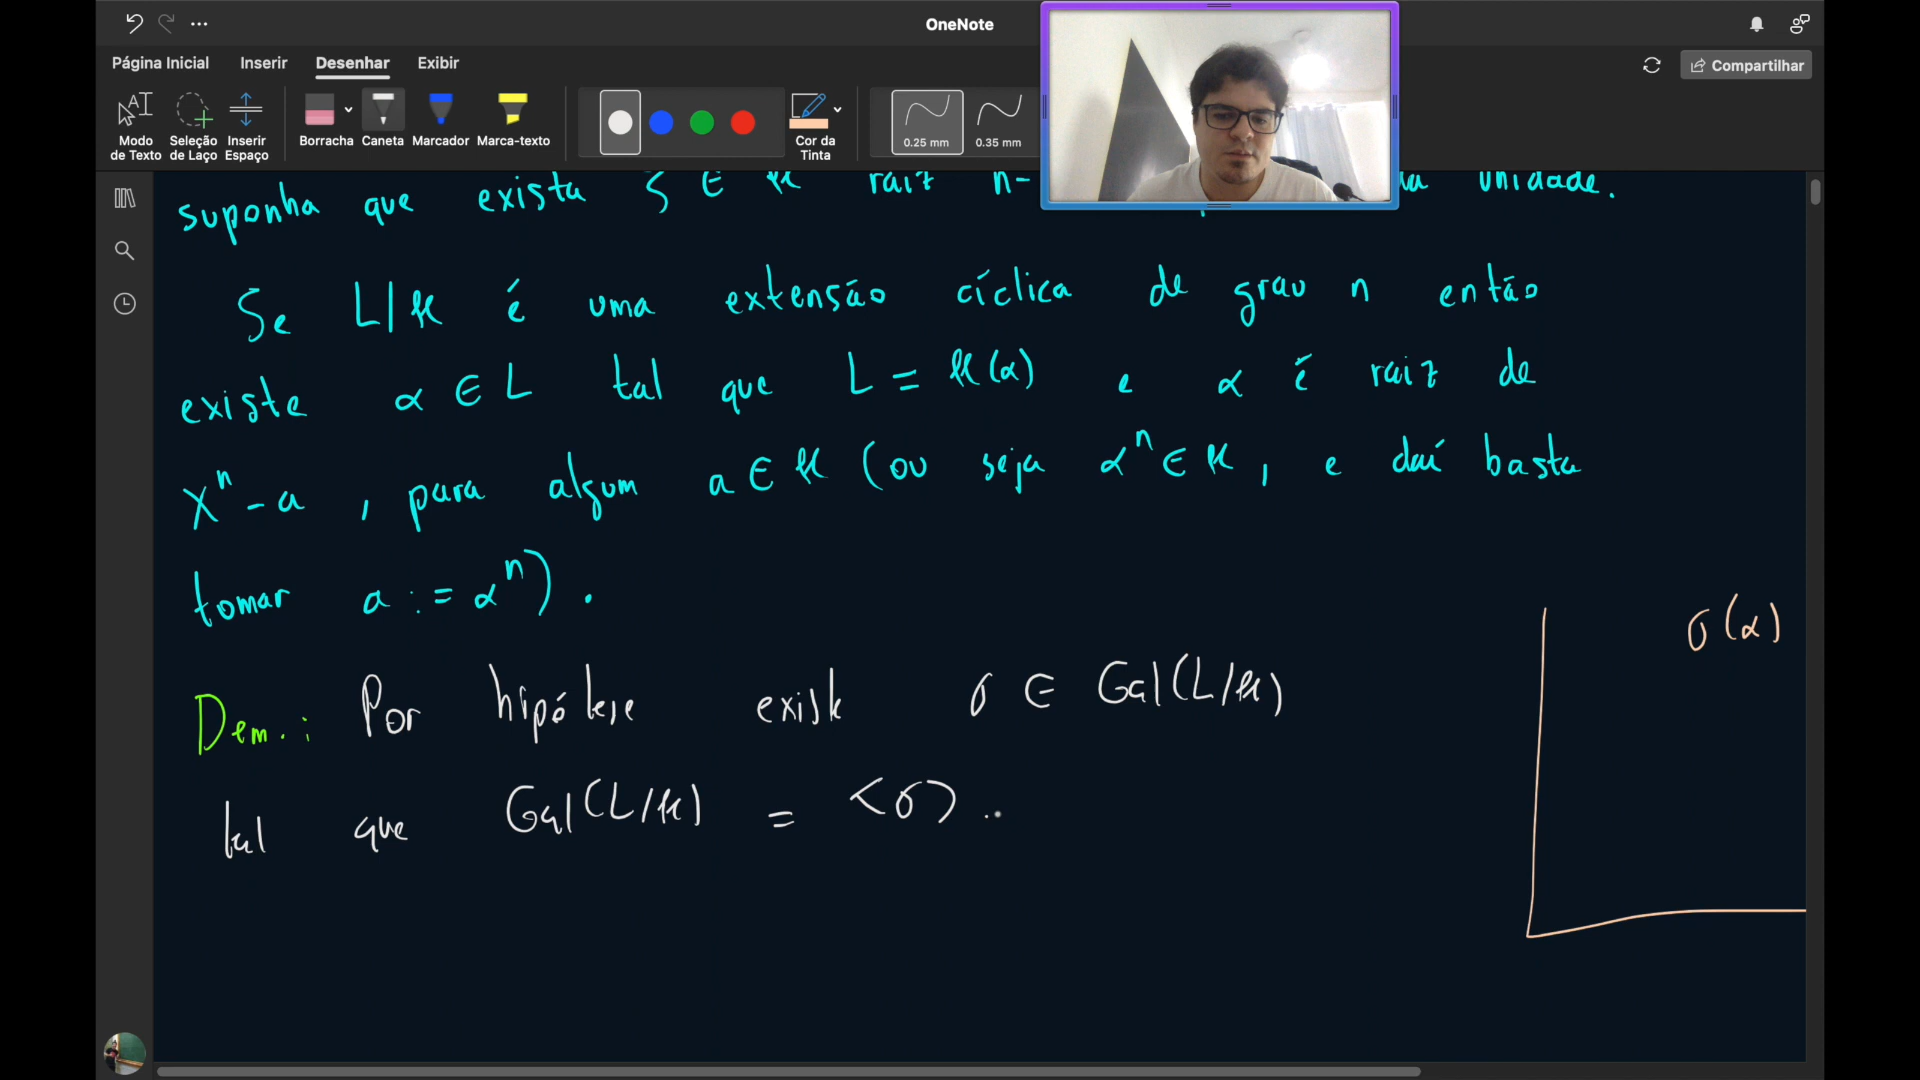 OneNote
Página Inicial Inserir Desenhar Exibir
Compartilhar
Modo de Texto Seleção de Laço Inserir Espaço Borracha Caneta Marcador Marca-texto Cor da Tinta 0.25 mm 0.35 mm
suponha que exista ζ ∈ K raiz n- unidade.
Se L|K é uma extensão cíclica de grau n então
existe α ∈ L tal que L = K(α) e α é raiz de
X^n - a , para algum a ∈ K (ou seja α^n ∈ K , e daí basta
tomar a := α^n) .
σ(α)
Dem.: Por hipótese existe σ ∈ Gal(L/K)
tal que Gal(L/K) = <σ> ..